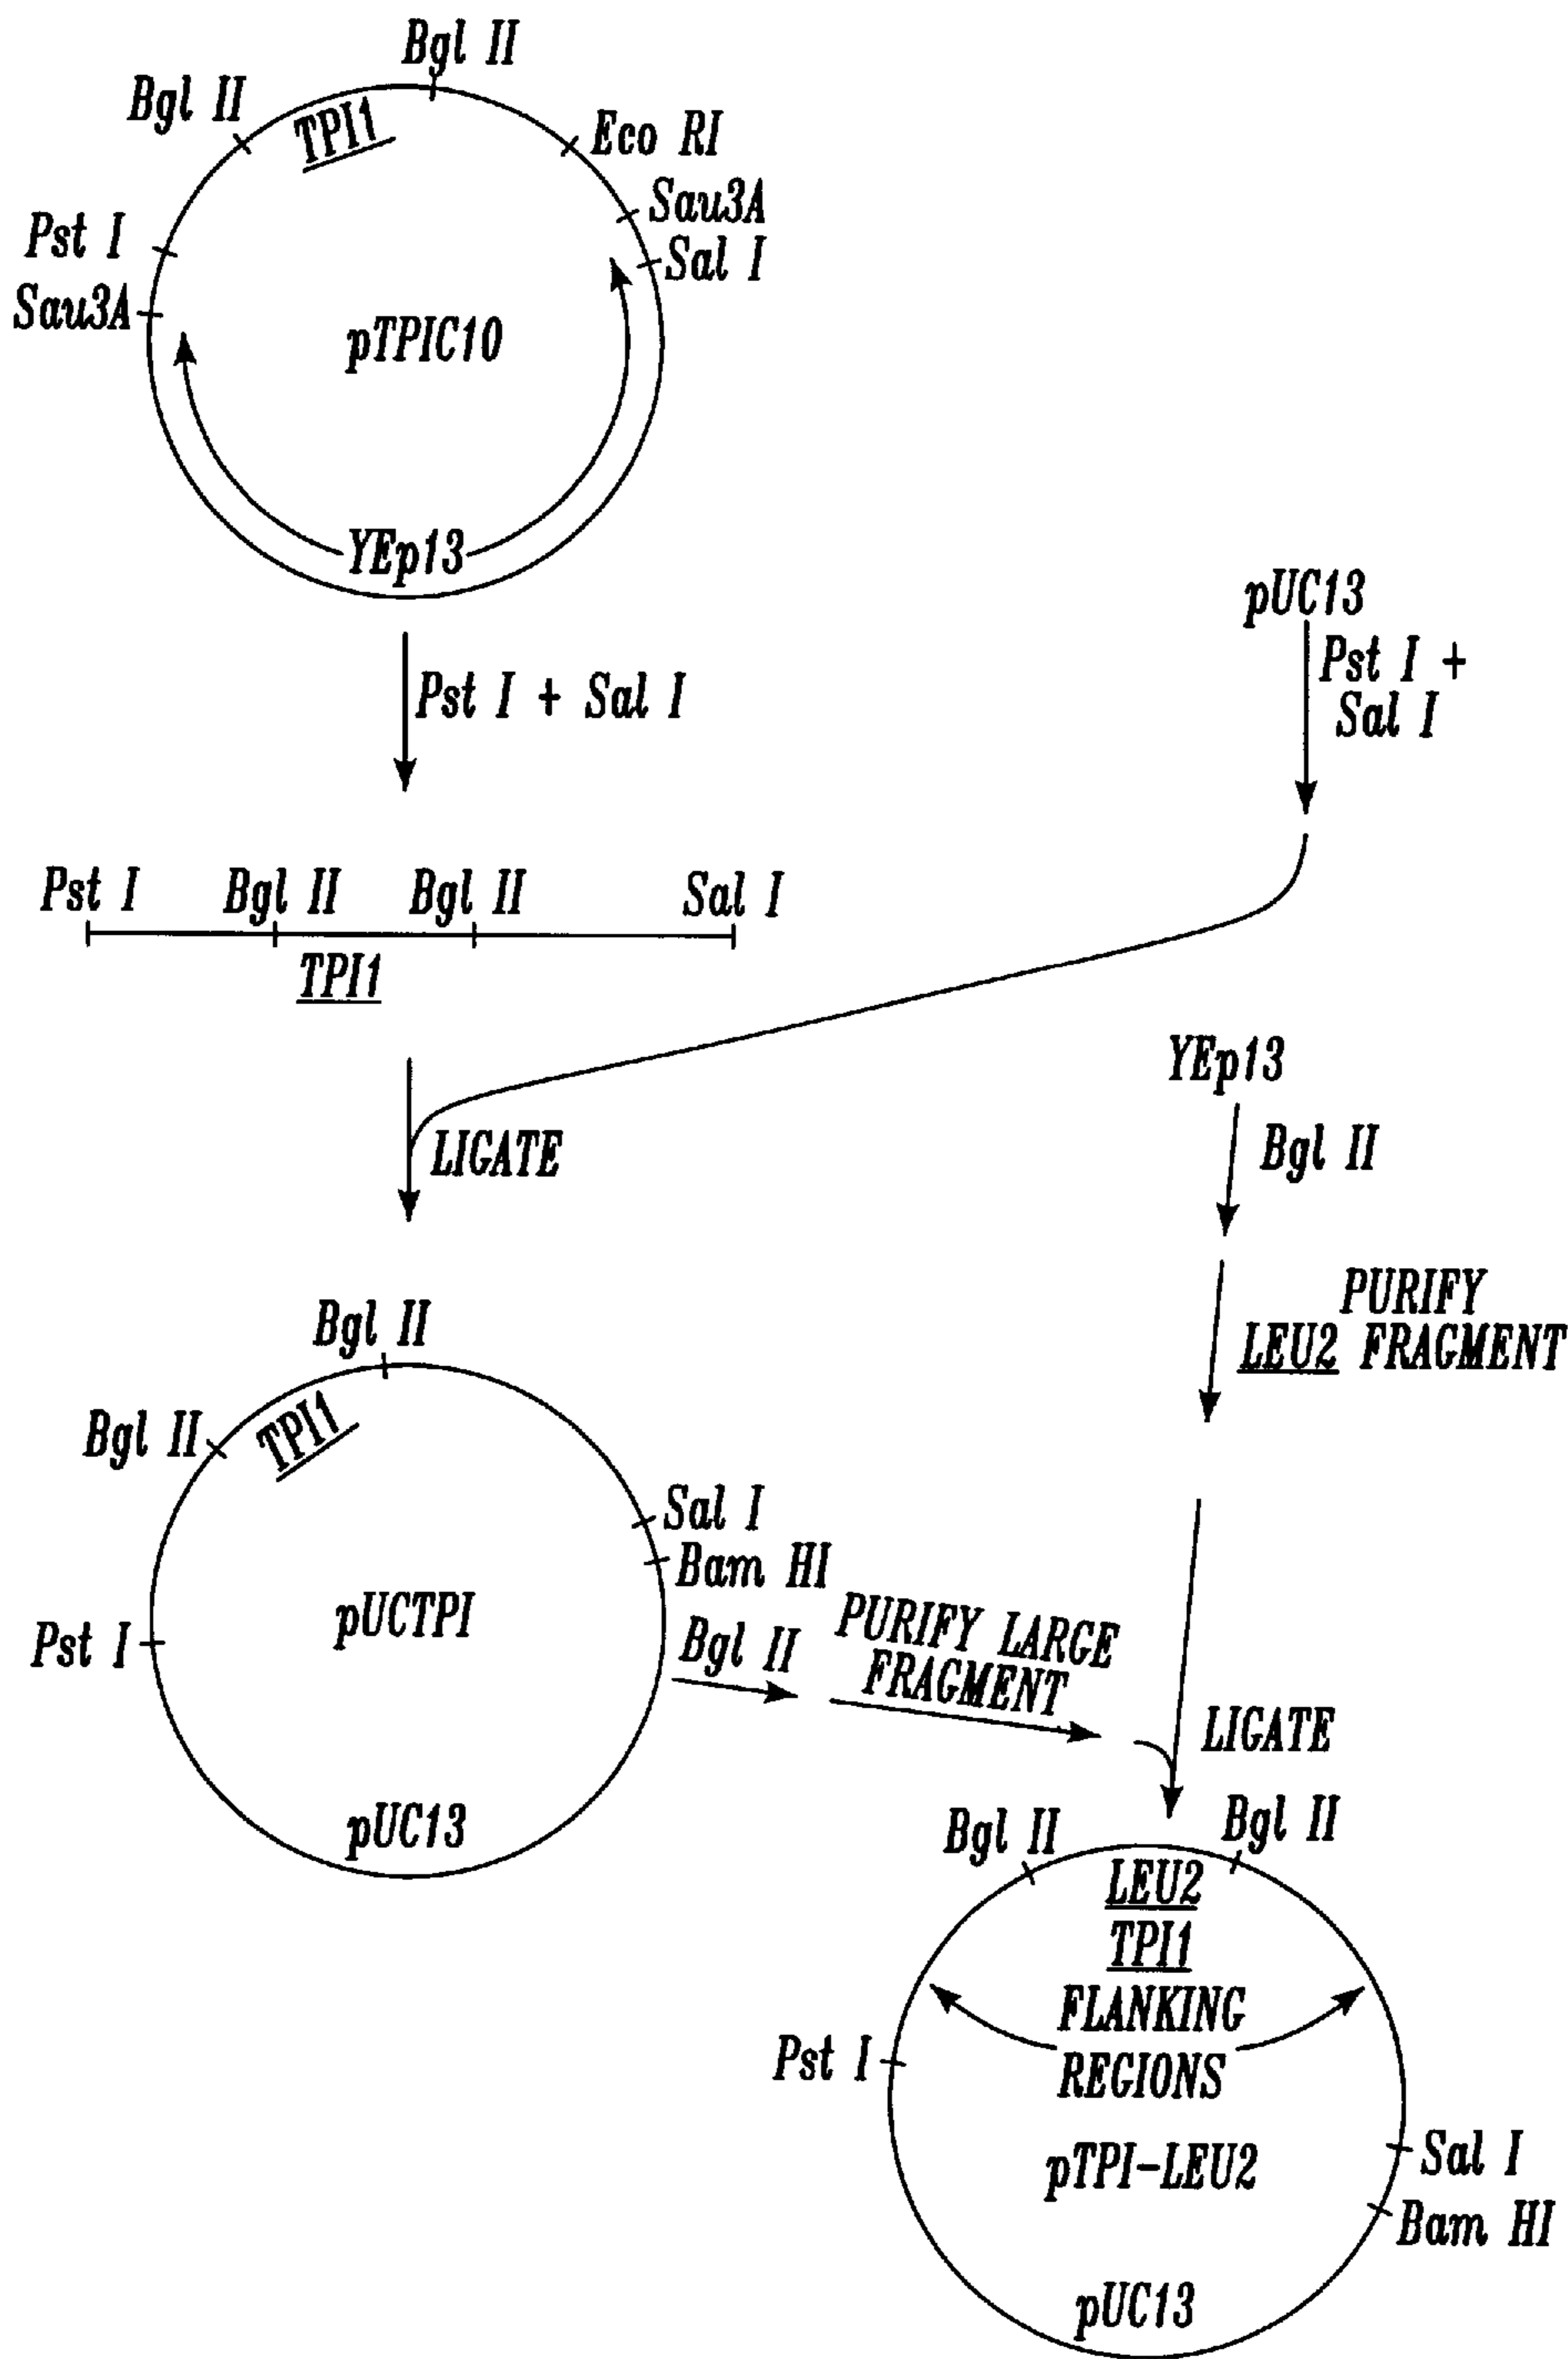 Bgl II
Bgl II
TPI1
Eco RI
Sau3A
Pst I
Sal I
Sau3A
pTPIC10
YEp13
pUC13
Pst I + Sal I
Pst I +
Sal I
Pst I
Bgl II
Bgl II
Sal I
TPI1
YEp13
LIGATE
Bgl II
PURIFY
LEU2 FRAGMENT
Bgl II
Bgl II
TPI1
Sal I
Bam HI
pUCTPI
Pst I
Bgl II
PURIFY LARGE
FRAGMENT
LIGATE
pUC13
Bgl II
Bgl II
LEU2
TPI1
FLANKING
REGIONS
Pst I
pTPI-LEU2
Sal I
Bam HI
pUC13